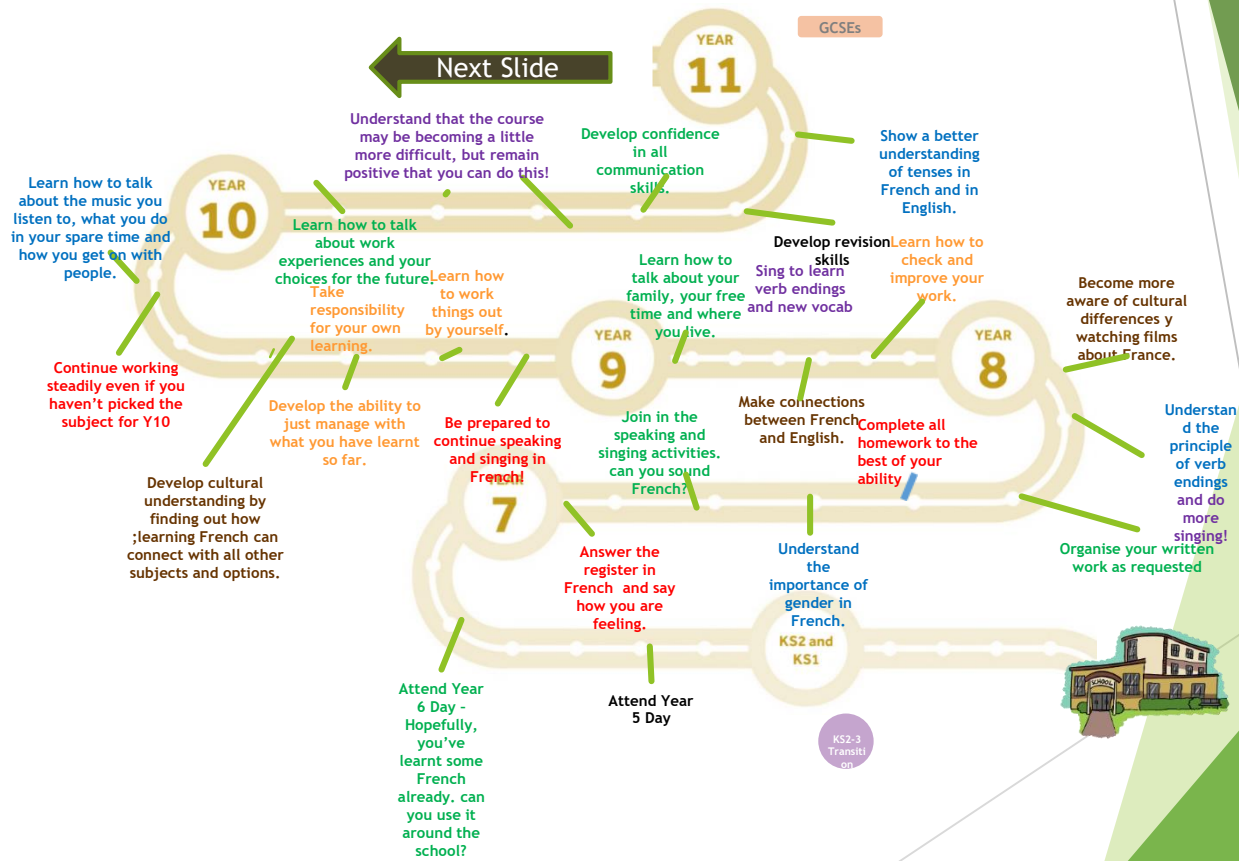 GCSEs
YEAR
11
Next Slide
Understand that the course
may be becoming a little
more difficult, but remain
positive that you can do this!
Develop confidence
in all
communication
skills.
Show a better
understanding
of tenses in
French and in
English.
YEAR
10
Learn how to talk
about the music you
listen to, what you do
in your spare time and
how you get on with
people.
Learn how to talk
about work
experiences and your
choices for the future.
Develop revision
skills
Learn how to
check and
improve your
work.
Learn how to
talk about your
family, your free
time and where
you live.
Sing to learn
verb endings
and new vocab
Become more
aware of cultural
differences y
watching films
about France.
Take
responsibility
for your own
learning.
Learn how
to work
things out
by yourself.
YEAR
9
YEAR
8
Continue working
steadily even if you
haven't picked the
subject for Y10
Develop the ability to
just manage with
what you have learnt
so far.
Be prepared to
continue speaking
and singing in
French!
Join in the
speaking and
singing activities.
can you sound
French?
Make connections
between French
and English.
Complete all
homework to the
best of your
ability
Understan
d the
principle
of verb
endings
and do
more
singing!
Develop cultural
understanding by
finding out how
;learning French can
connect with all other
subjects and options.
YEAR
7
Answer the
register in
French and say
how you are
feeling.
Understand
the
importance of
gender in
French.
Organise your written
work as requested
KS2 and
KS1
SCHOOL
Attend Year
6 Day -
Hopefully,
you've
learnt some
French
already. can
you use it
around the
school?
Attend Year
5 Day
KS2-3
Transiti
on